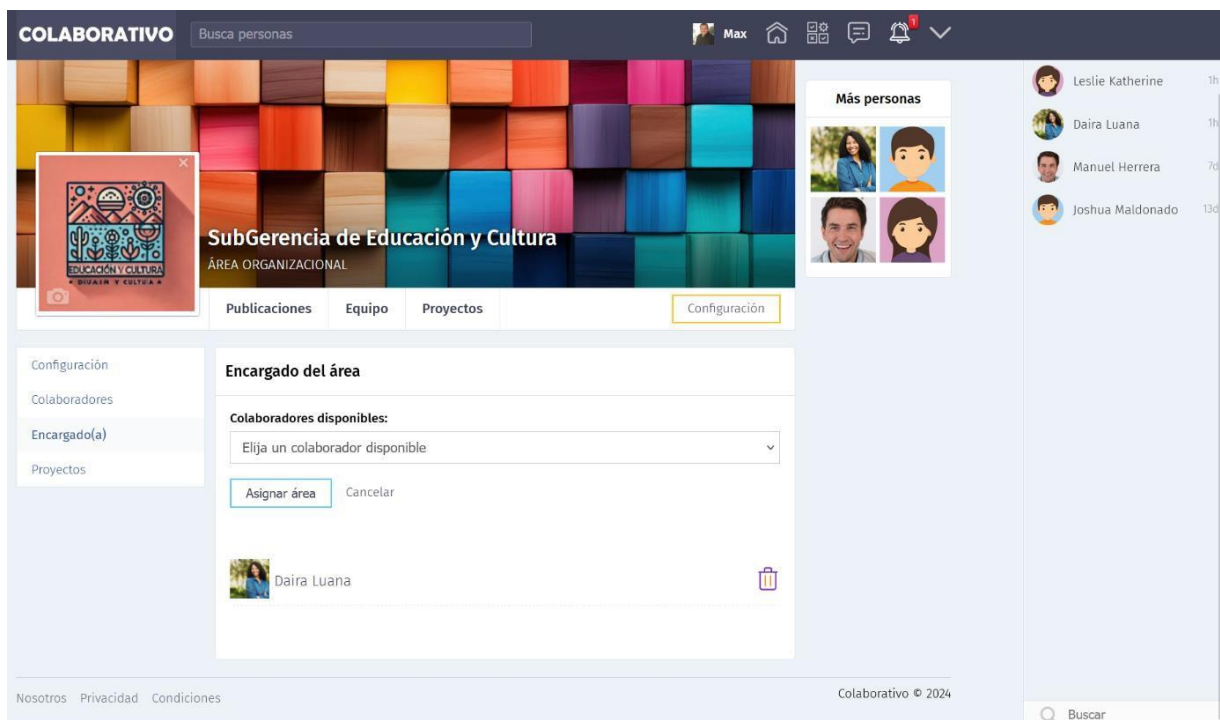 COLABORATIVO
Busca personas
Max
1
SubGerencia de Educación y Cultura
ÁREA ORGANIZACIONAL
EDUCACIÓN Y CULTURA
Publicaciones
Equipo
Proyectos
Configuración
Más personas
Leslie Katherine 1h
Daira Luana 1h
Manuel Herrera 7d
Joshua Maldonado 13d
Configuración
Colaboradores
Encargado(a)
Proyectos
Encargado del área
Colaboradores disponibles:
Elija un colaborador disponible
Asignar área
Cancelar
Daira Luana
Nosotros Privacidad Condiciones
Colaborativo © 2024
Buscar